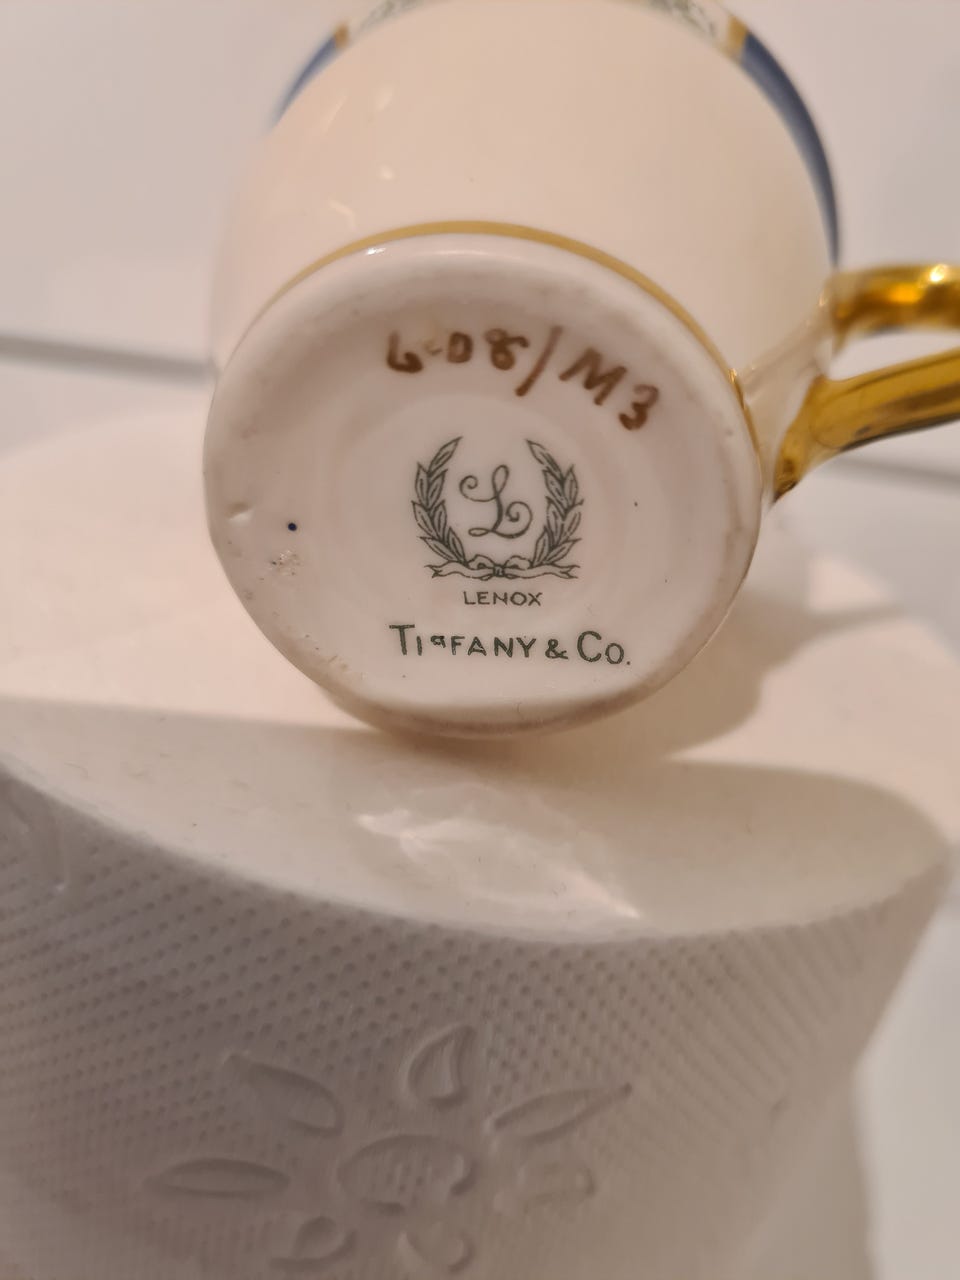 6-08/M3
L
LENOX
TIFFANY & CO.